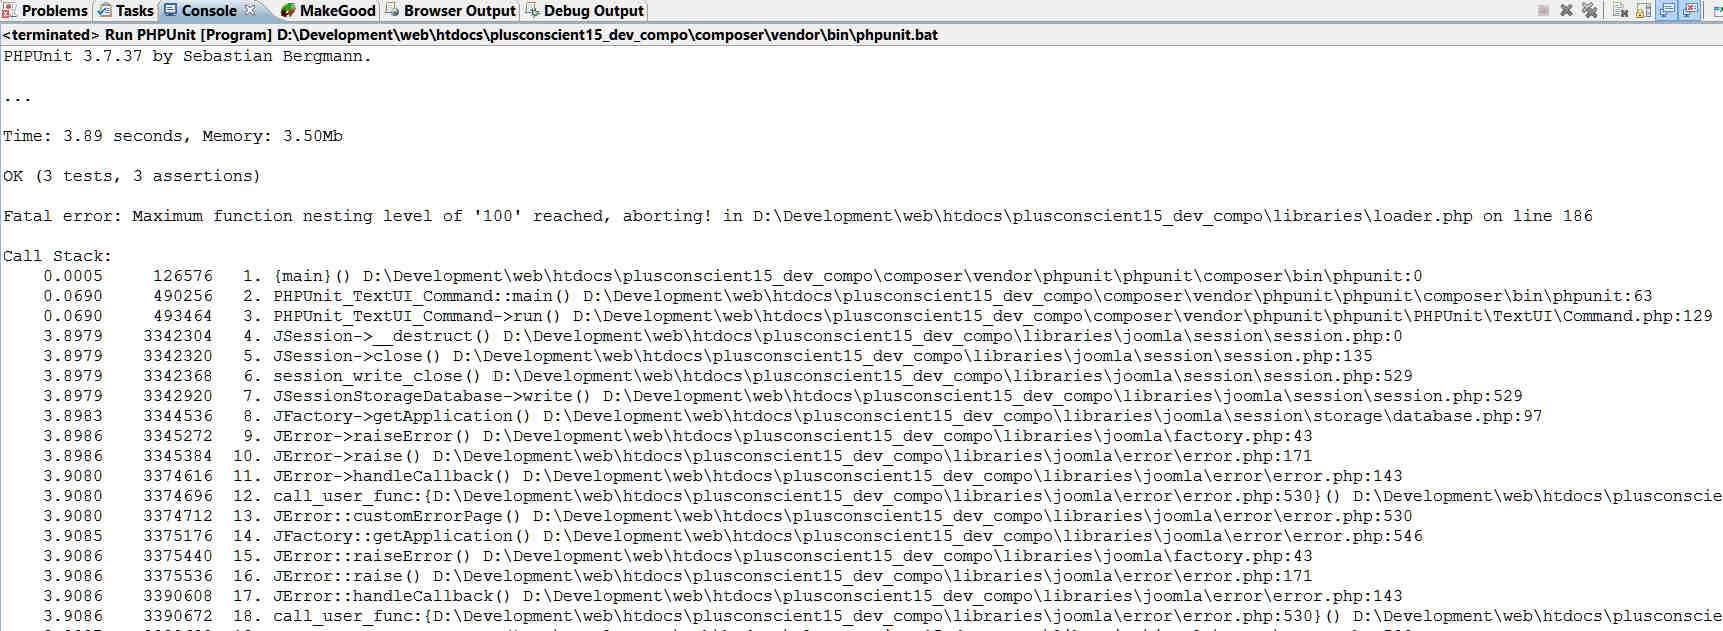 Problems Tasks Console MakeGood Browser Output Debug Output
<terminated> Run PHPUnit [Program] D:\Development\web\htdocs\plusconscient15_dev_compo\composer\vendor\bin\phpunit.bat
PHPUnit 3.7.37 by Sebastian Bergmann.
...
Time: 3.89 seconds, Memory: 3.50Mb
OK (3 tests, 3 assertions)
Fatal error: Maximum function nesting level of '100' reached, aborting! in D:\Development\web\htdocs\plusconscient15_dev_compo\libraries\loader.php on line 186
Call Stack:
0.0005 126576 1. {main}() D:\Development\web\htdocs\plusconscient15_dev_compo\composer\vendor\phpunit\phpunit\composer\bin\phpunit:0
0.0690 490256 2. PHPUnit_TextUI_Command::main() D:\Development\web\htdocs\plusconscient15_dev_compo\composer\vendor\phpunit\phpunit\composer\bin\phpunit:63
0.0690 493464 3. PHPUnit_TextUI_Command->run() D:\Development\web\htdocs\plusconscient15_dev_compo\composer\vendor\phpunit\phpunit\PHPUnit\TextUI\Command.php:129
3.8979 3342304 4. JSession->__destruct() D:\Development\web\htdocs\plusconscient15_dev_compo\libraries\joomla\session\session.php:0
3.8979 3342320 5. JSession->close() D:\Development\web\htdocs\plusconscient15_dev_compo\libraries\joomla\session\session.php:135
3.8979 3342368 6. session_write_close() D:\Development\web\htdocs\plusconscient15_dev_compo\libraries\joomla\session\session.php:529
3.8979 3342920 7. JSessionStorageDatabase->write() D:\Development\web\htdocs\plusconscient15_dev_compo\libraries\joomla\session\session.php:529
3.8983 3344536 8. JFactory->getApplication() D:\Development\web\htdocs\plusconscient15_dev_compo\libraries\joomla\session\storage\database.php:97
3.8986 3345272 9. JError->raiseError() D:\Development\web\htdocs\plusconscient15_dev_compo\libraries\joomla\factory.php:43
3.8986 3345384 10. JError->raise() D:\Development\web\htdocs\plusconscient15_dev_compo\libraries\joomla\error\error.php:171
3.9080 3374616 11. JError->handleCallback() D:\Development\web\htdocs\plusconscient15_dev_compo\libraries\joomla\error\error.php:143
3.9080 3374696 12. call_user_func:{D:\Development\web\htdocs\plusconscient15_dev_compo\libraries\joomla\error\error.php:530}() D:\Development\web\htdocs\plusconscie
3.9080 3374712 13. JError::customErrorPage() D:\Development\web\htdocs\plusconscient15_dev_compo\libraries\joomla\error\error.php:530
3.9085 3375176 14. JFactory::getApplication() D:\Development\web\htdocs\plusconscient15_dev_compo\libraries\joomla\error\error.php:546
3.9086 3375440 15. JError::raiseError() D:\Development\web\htdocs\plusconscient15_dev_compo\libraries\joomla\factory.php:43
3.9086 3375536 16. JError::raise() D:\Development\web\htdocs\plusconscient15_dev_compo\libraries\joomla\error\error.php:171
3.9086 3390608 17. JError::handleCallback() D:\Development\web\htdocs\plusconscient15_dev_compo\libraries\joomla\error\error.php:143
3.9086 3390672 18. call_user_func:{D:\Development\web\htdocs\plusconscient15_dev_compo\libraries\joomla\error\error.php:530}() D:\Development\web\htdocs\plusconscie